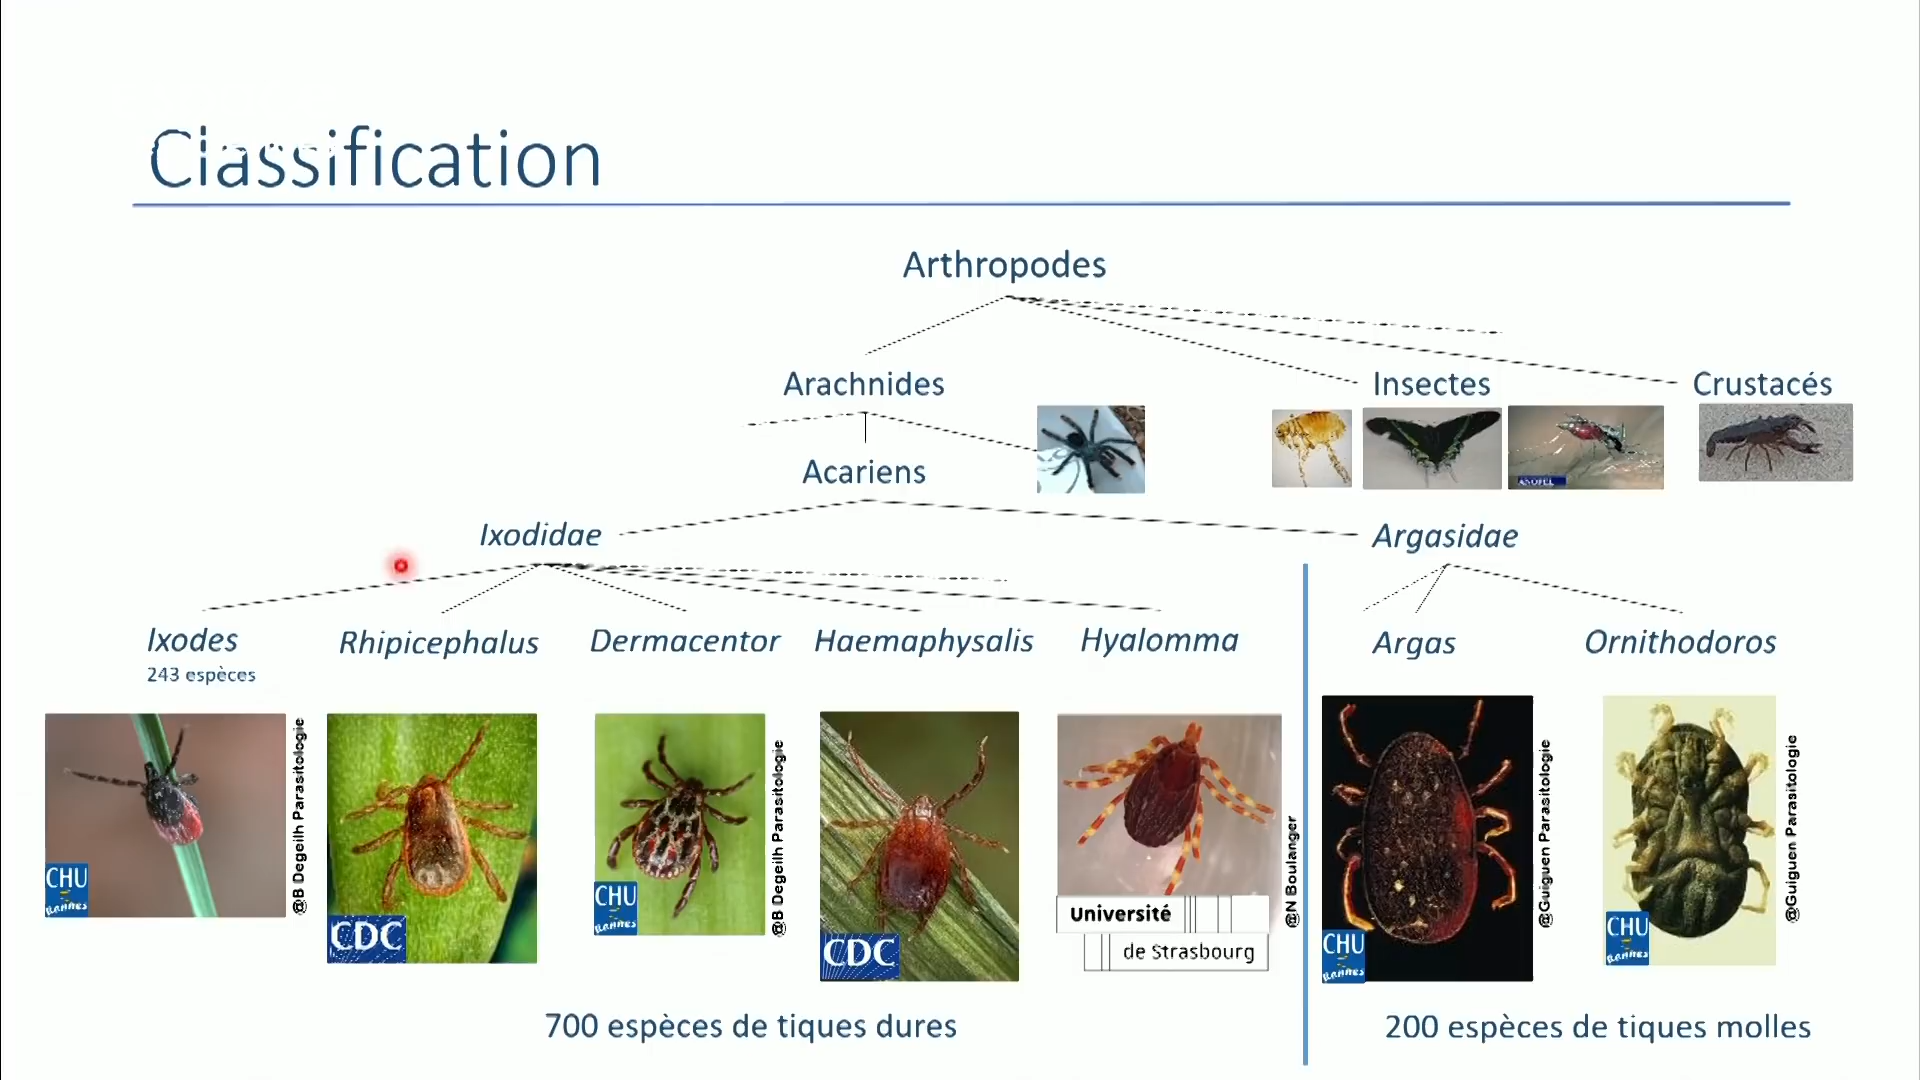 Classification
Arthropodes
Arachnides
Insectes
Crustacés
ANOFEL
Acariens
Ixodidae
Argasidae
Ixodes
243 espèces
Rhipicephalus
Dermacentor
Haemaphysalis
Hyalomma
Argas
Ornithodoros
@B Degeilh Parasitologie
@B Degeilh Parasitologie
@N Boulanger
@Guiguen Parasitologie
@Guiguen Parasitologie
CHU
Rennes
CDC
CHU
Rennes
CDC
Université
de Strasbourg
CHU
Rennes
CHU
Rennes
700 espèces de tiques dures
200 espèces de tiques molles